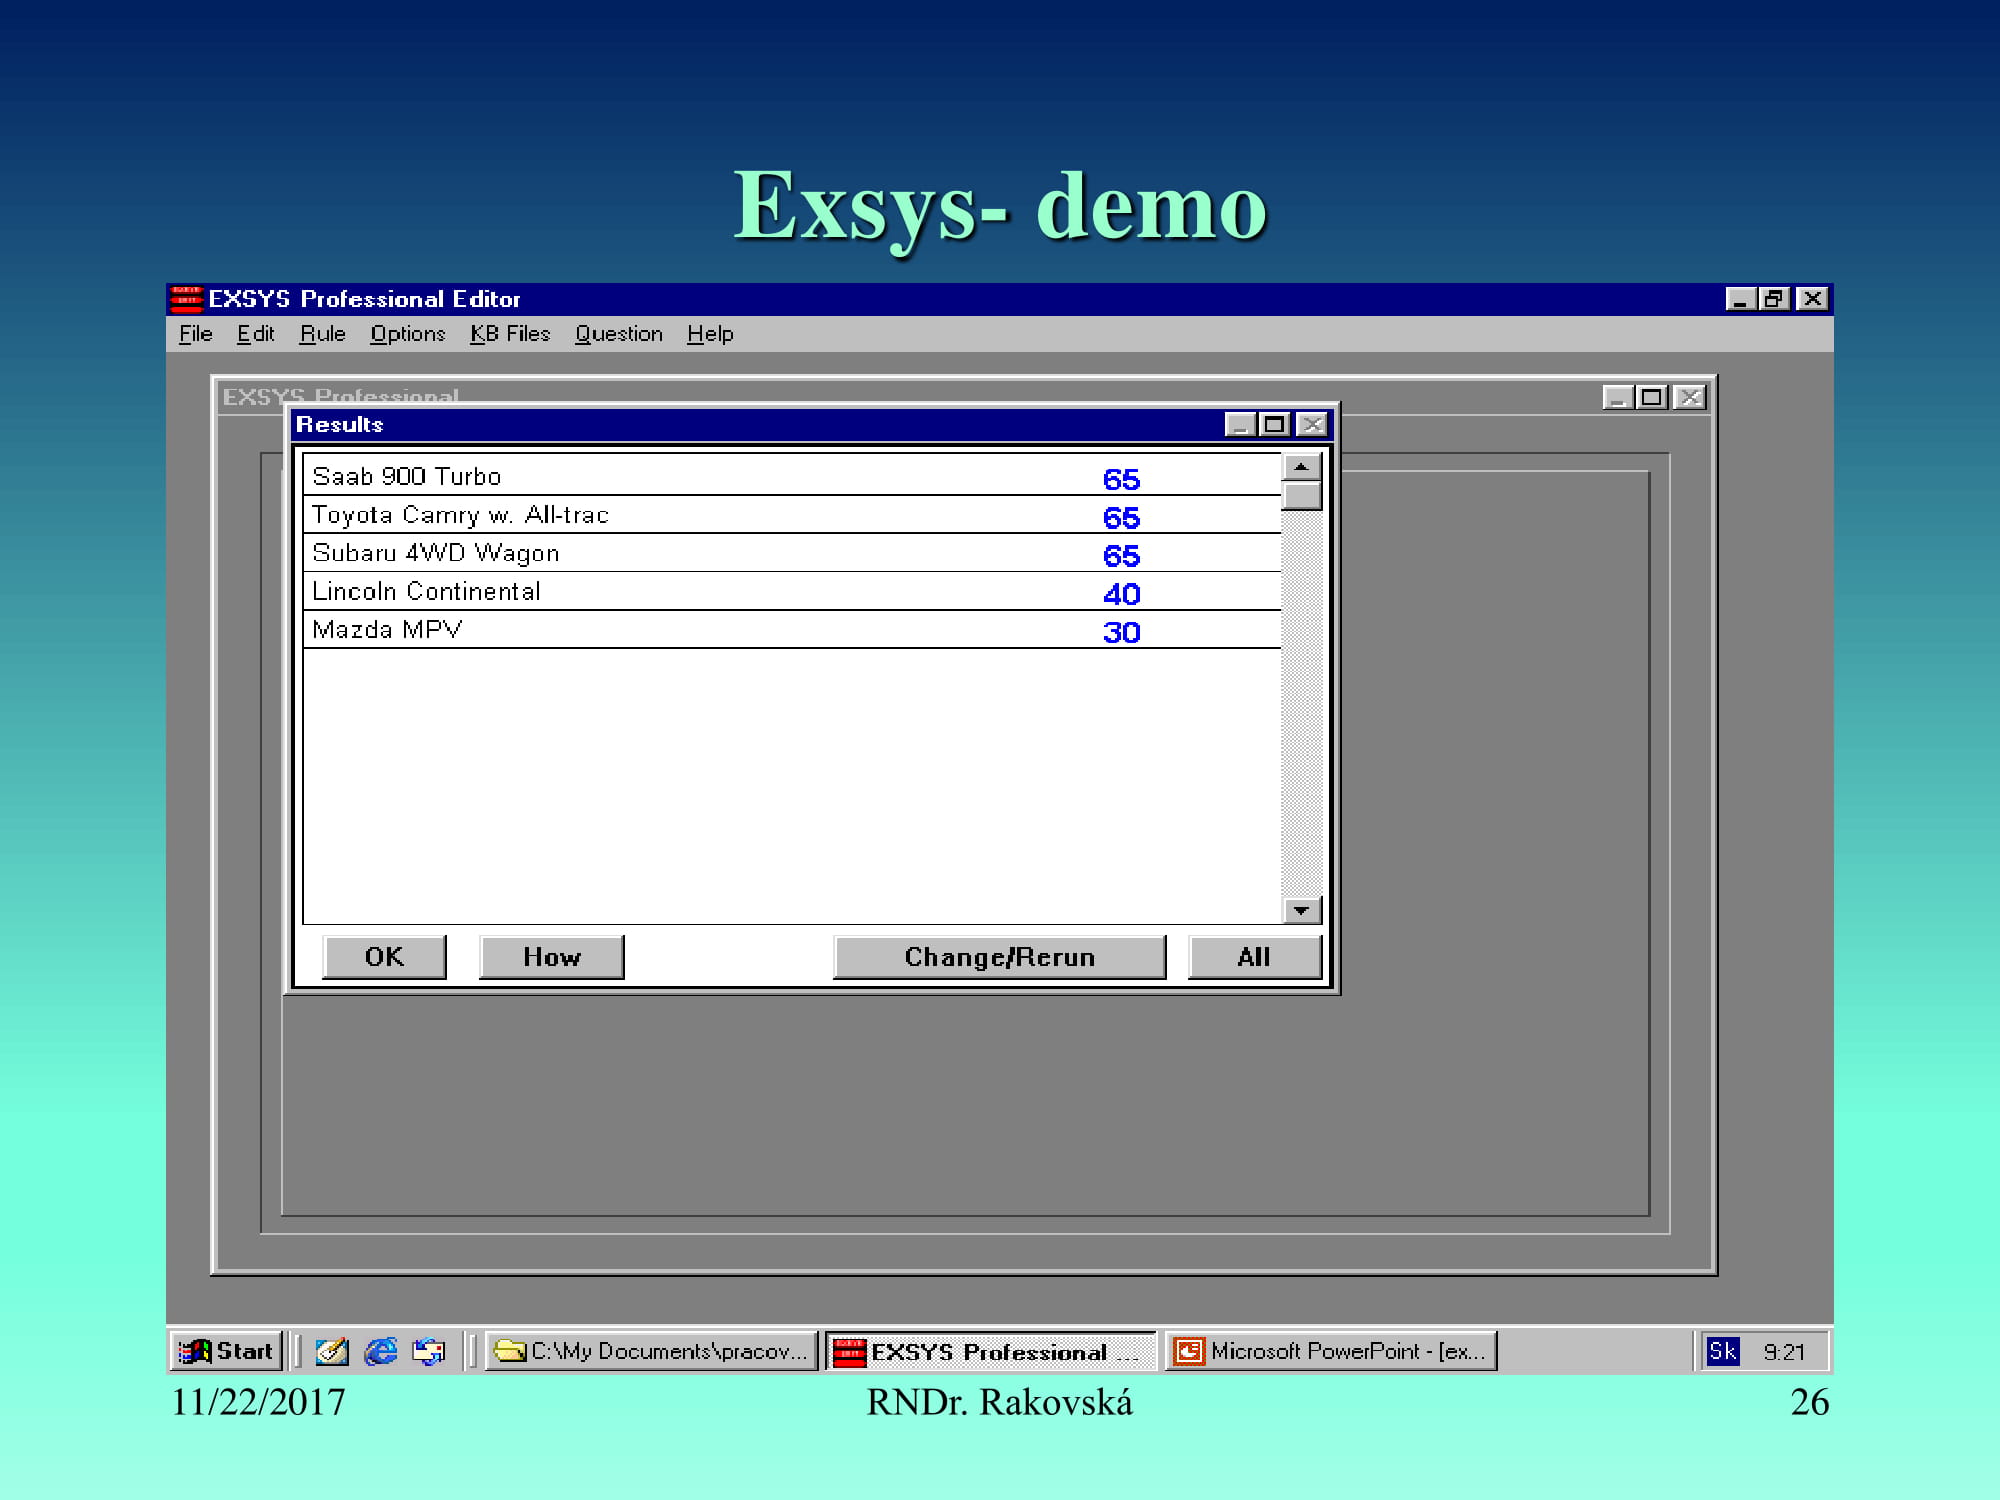 Exsys- demo
EXSYS Professional Editor
File Edit Rule Options KB Files Question Help
EXSYS Professional
Results
Saab 900 Turbo 65
Toyota Camry w. All-trac 65
Subaru 4WD Wagon 65
Lincoln Continental 40
Mazda MPV 30
OK How Change/Rerun All
Start C:\My Documents\pracov... EXSYS Professional ... Microsoft PowerPoint - [ex... Sk 9:21
11/22/2017 RNDr. Rakovská 26